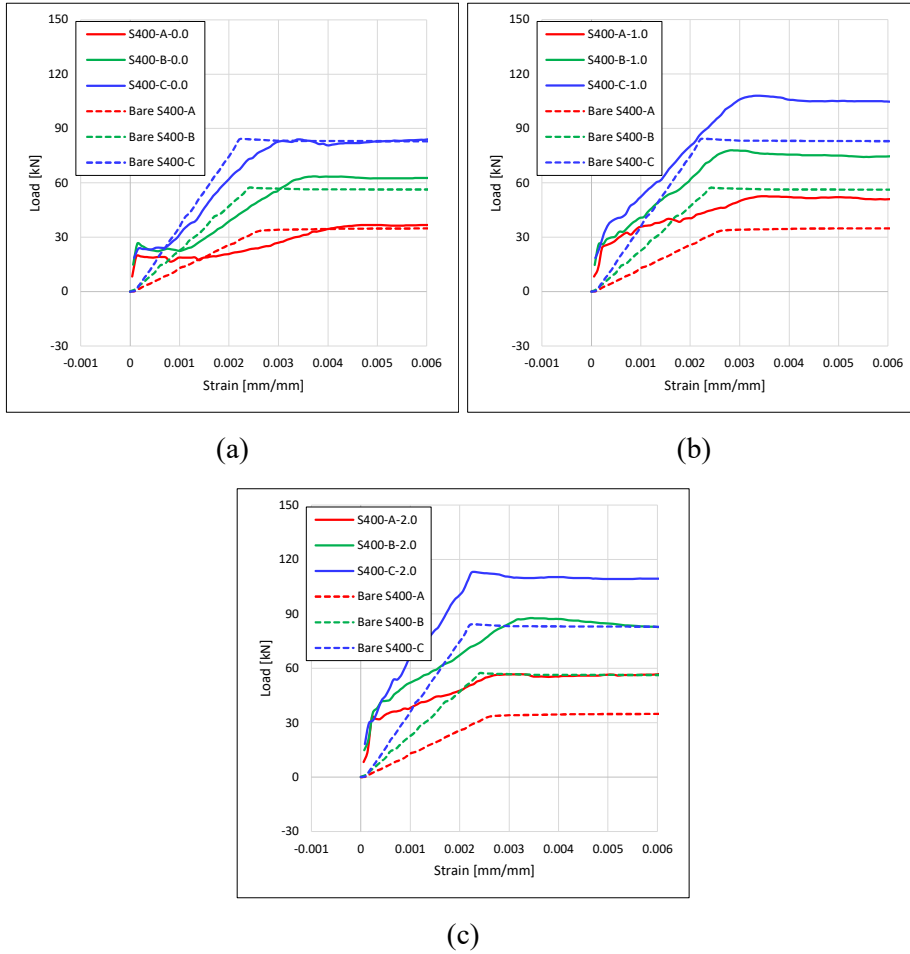 150
120
90
60
30
0
-30
Load [kN]
S400-A-0.0
S400-B-0.0
S400-C-0.0
Bare S400-A
Bare S400-B
Bare S400-C
-0.001 0 0.001 0.002 0.003 0.004 0.005 0.006
Strain [mm/mm]
(a)
150
120
90
60
30
0
-30
Load [kN]
S400-A-1.0
S400-B-1.0
S400-C-1.0
Bare S400-A
Bare S400-B
Bare S400-C
-0.001 0 0.001 0.002 0.003 0.004 0.005 0.006
Strain [mm/mm]
(b)
150
120
90
60
30
0
-30
Load [kN]
S400-A-2.0
S400-B-2.0
S400-C-2.0
Bare S400-A
Bare S400-B
Bare S400-C
-0.001 0 0.001 0.002 0.003 0.004 0.005 0.006
Strain [mm/mm]
(c)